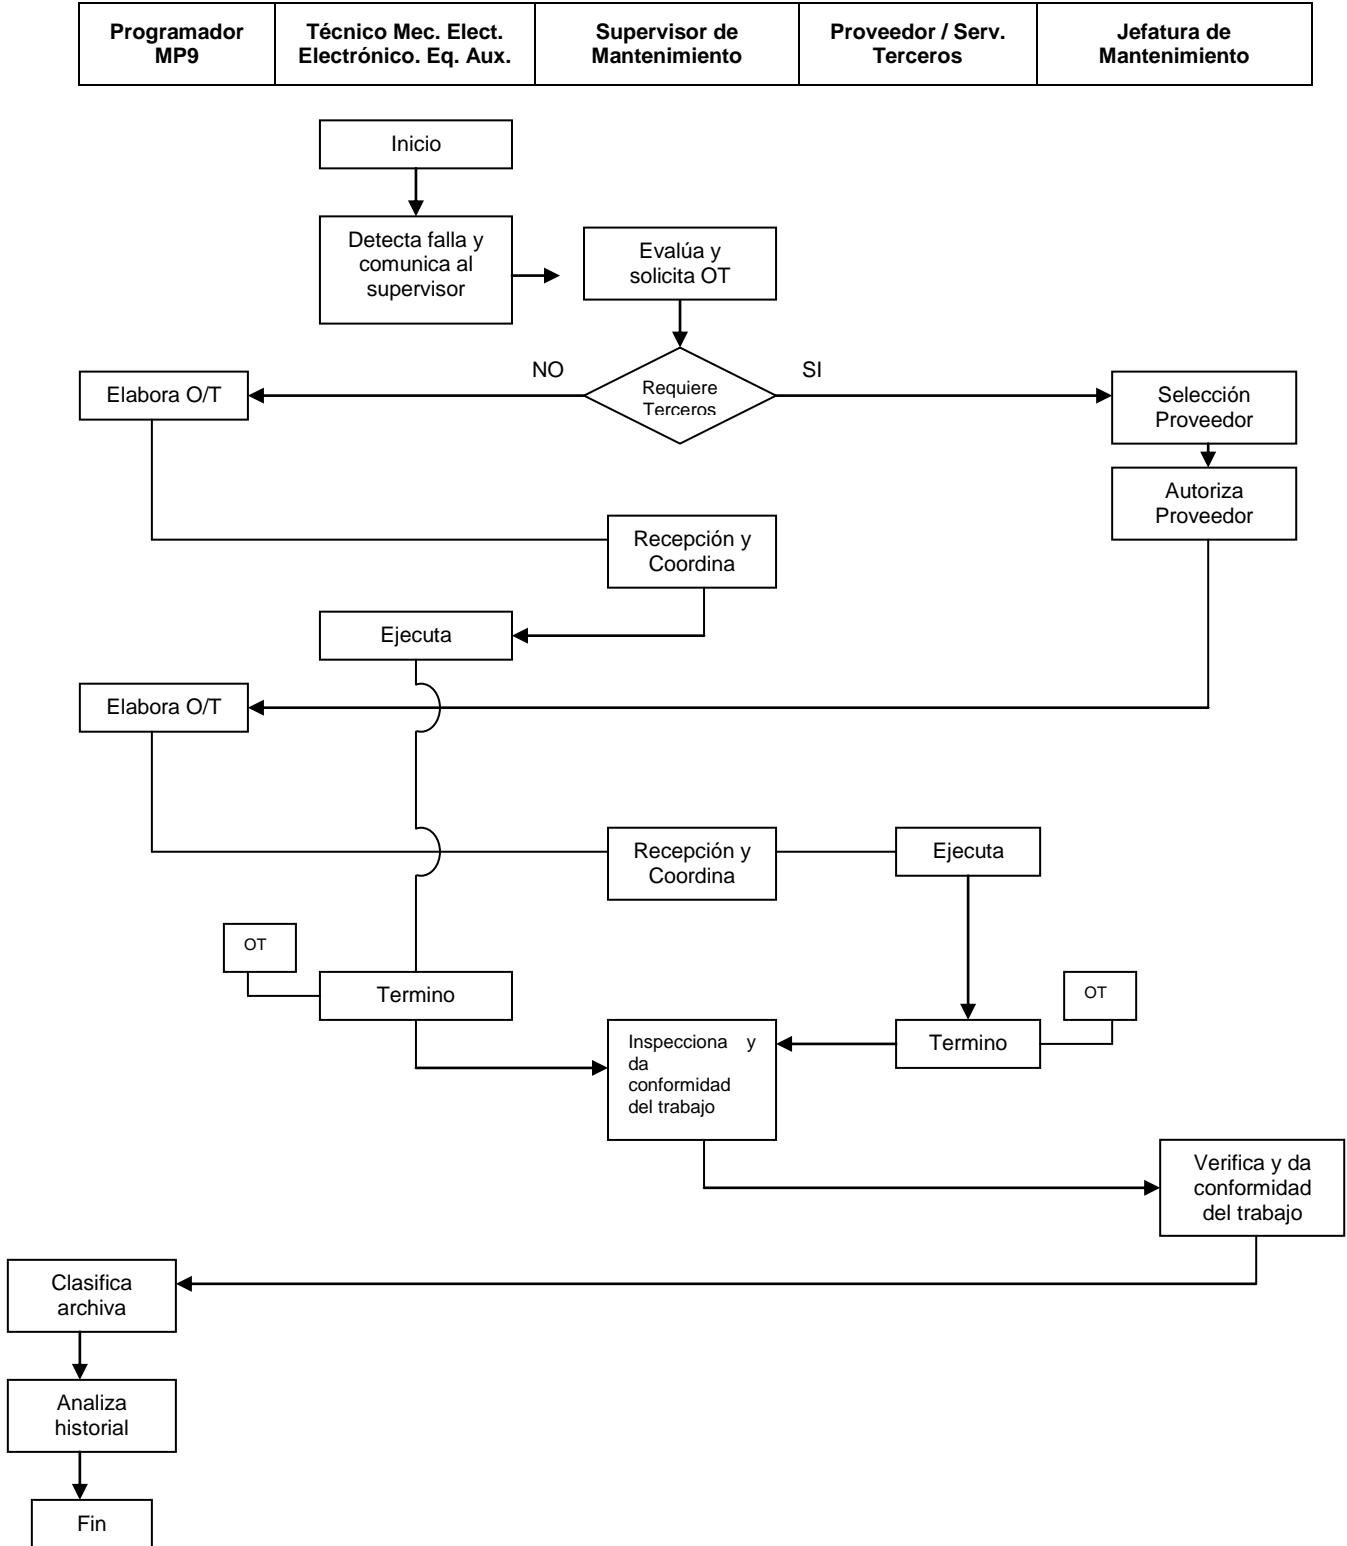 Programador
MP9
Técnico Mec. Elect.
Electrónico. Eq. Aux.
Supervisor de
Mantenimiento
Proveedor / Serv.
Terceros
Jefatura de
Mantenimiento
Inicio
Detecta falla y
comunica al
supervisor
Evalúa y
solicita OT
NO
SI
Requiere
Terceros
Elabora O/T
Selección
Proveedor
Autoriza
Proveedor
Recepción y
Coordina
Ejecuta
Elabora O/T
Recepción y
Coordina
Ejecuta
OT
Termino
OT
Termino
Inspecciona y
da
conformidad
del trabajo
Verifica y da
conformidad
del trabajo
Clasifica
archiva
Analiza
historial
Fin